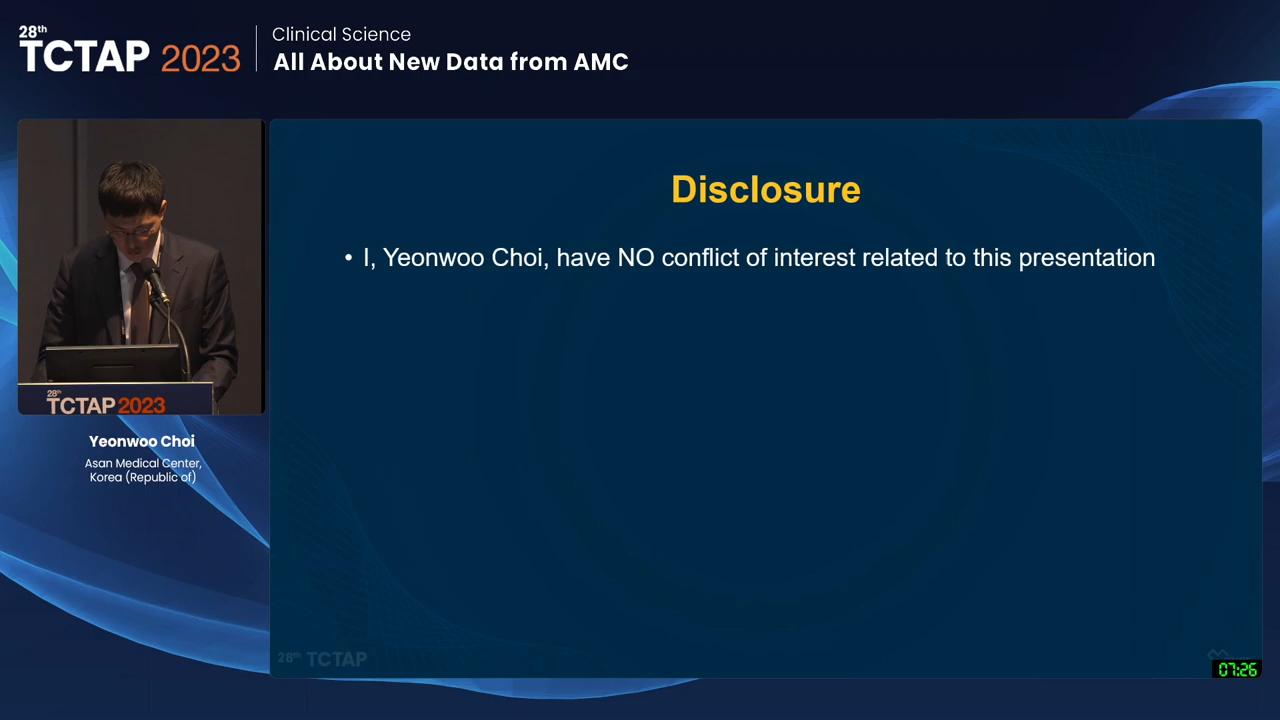 28th
TCTAP 2023
Clinical Science
All About New Data from AMC
Disclosure
• I, Yeonwoo Choi, have NO conflict of interest related to this presentation
28th
TCTAP 2023
Yeonwoo Choi
Asan Medical Center,
Korea (Republic of)
28th TCTAP
07:26